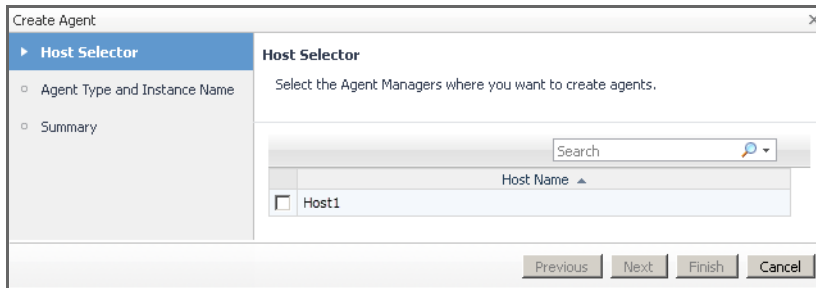 Create Agent
Host Selector
Agent Type and Instance Name
Summary
Host Selector
Select the Agent Managers where you want to create agents.
Search
Host Name
Host1
Previous Next Finish Cancel